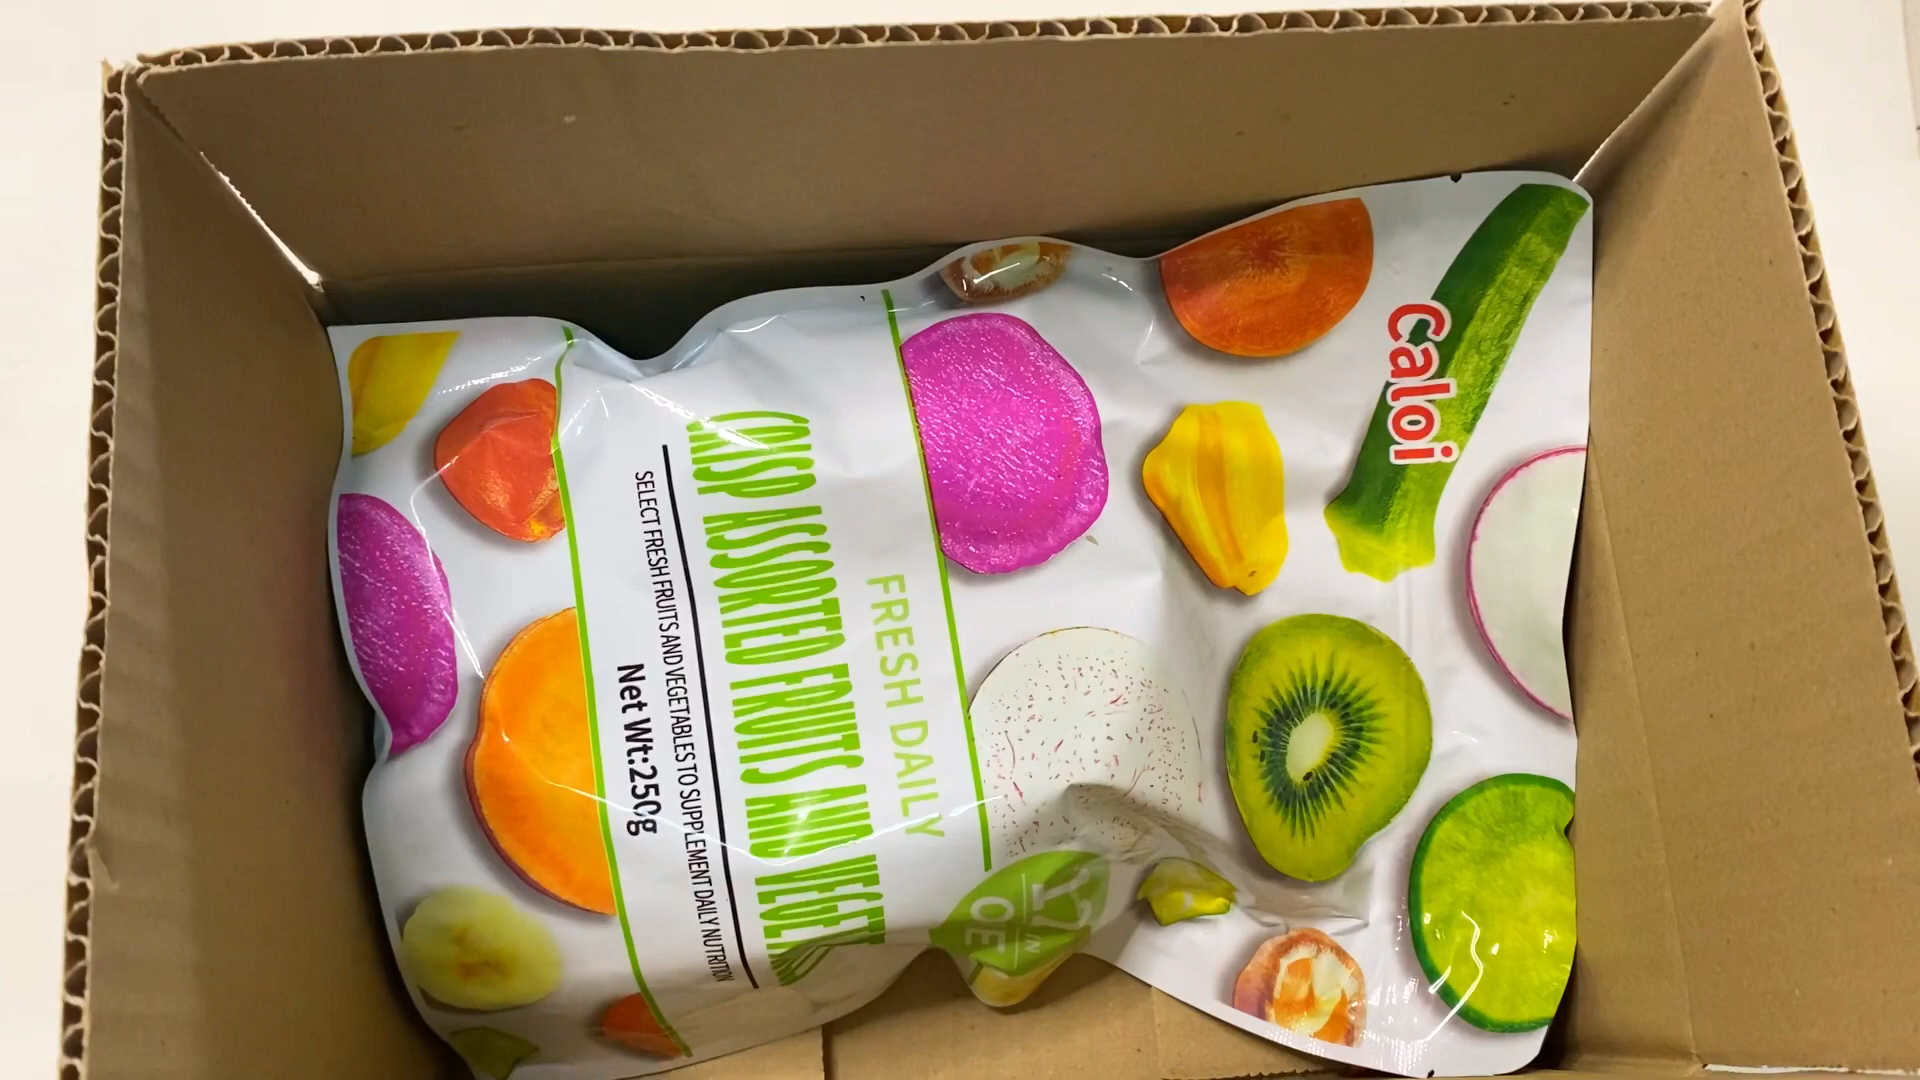 Caloi
FRESH DAILY
CRISP ASSORTED FRUITS AND
SELECT FRESH FRUITS AND VEGETABLES TO SUPPLEMENT DAILY NUTRITION
Net Wt:250g
IN